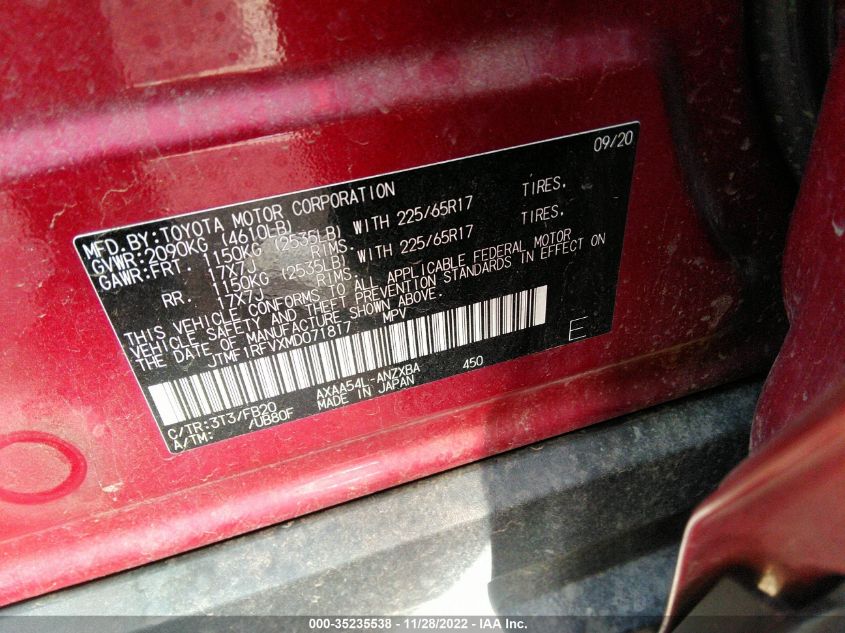 09/20
MFD.BY:TOYOTA MOTOR CORPORATION
GVWR:2090KG (4610LB)
GAWR:FRT. 1150KG (2535LB) WITH 225/65R17 TIRES,
17X7J RIMS.
RR. 1150KG (2535LB) WITH 225/65R17 TIRES,
17X7J RIMS.
THIS VEHICLE CONFORMS TO ALL APPLICABLE FEDERAL MOTOR
VEHICLE SAFETY AND THEFT PREVENTION STANDARDS IN EFFECT ON
THE DATE OF MANUFACTURE SHOWN ABOVE.
JTMF1RFVXMD071817 MPV
E
C/TR:3T3/FB20 AXAA54L-ANZXBA 450
A/TM: /UB80F MADE IN JAPAN
000-35235538 - 11/28/2022 - IAA Inc.